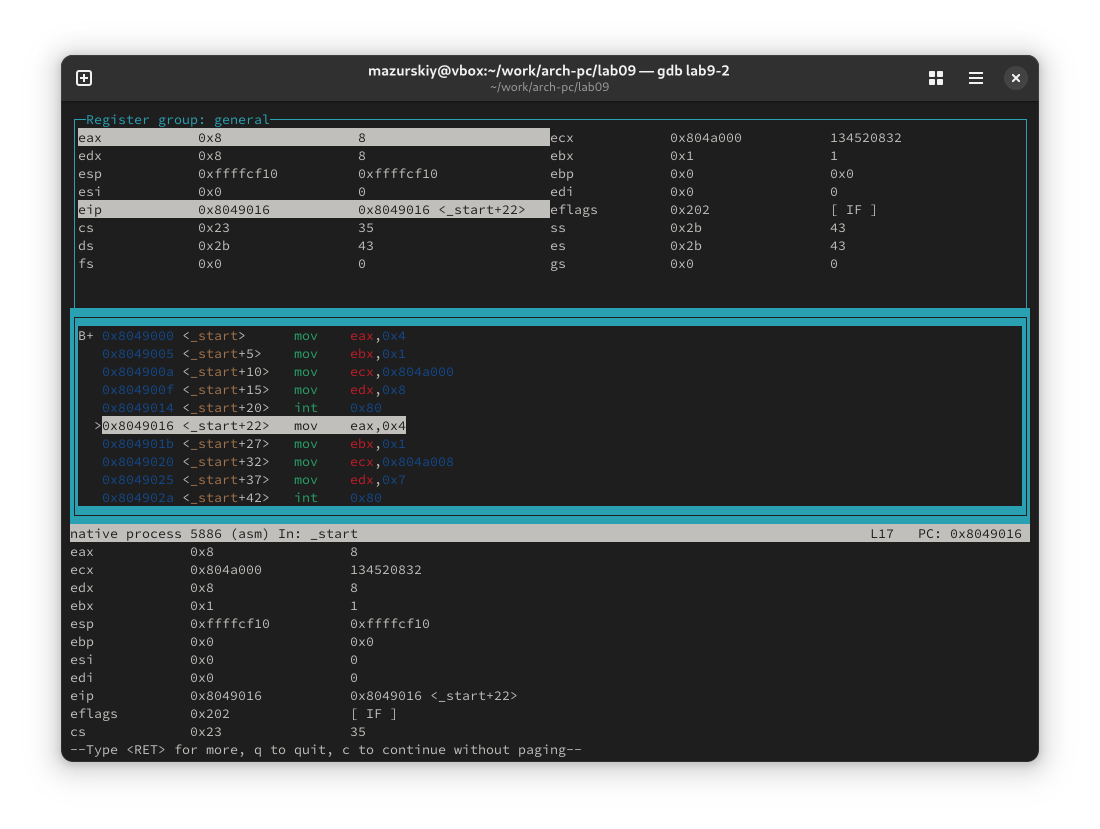 mazurskiy@vbox:~/work/arch-pc/lab09 — gdb lab9-2
~/work/arch-pc/lab09
Register group: general
eax 0x8 8 ecx 0x804a000 134520832
edx 0x8 8 ebx 0x1 1
esp 0xffffcf10 0xffffcf10 ebp 0x0 0x0
esi 0x0 0 edi 0x0 0
eip 0x8049016 0x8049016 <_start+22> eflags 0x202 [ IF ]
cs 0x23 35 ss 0x2b 43
ds 0x2b 43 es 0x2b 43
fs 0x0 0 gs 0x0 0
B+ 0x8049000 <_start> mov eax,0x4
0x8049005 <_start+5> mov ebx,0x1
0x804900a <_start+10> mov ecx,0x804a000
0x804900f <_start+15> mov edx,0x8
0x8049014 <_start+20> int 0x80
>0x8049016 <_start+22> mov eax,0x4
0x804901b <_start+27> mov ebx,0x1
0x8049020 <_start+32> mov ecx,0x804a008
0x8049025 <_start+37> mov edx,0x7
0x804902a <_start+42> int 0x80
native process 5886 (asm) In: _start L17 PC: 0x8049016
eax 0x8 8
ecx 0x804a000 134520832
edx 0x8 8
ebx 0x1 1
esp 0xffffcf10 0xffffcf10
ebp 0x0 0x0
esi 0x0 0
edi 0x0 0
eip 0x8049016 0x8049016 <_start+22>
eflags 0x202 [ IF ]
cs 0x23 35
--Type <RET> for more, q to quit, c to continue without paging--